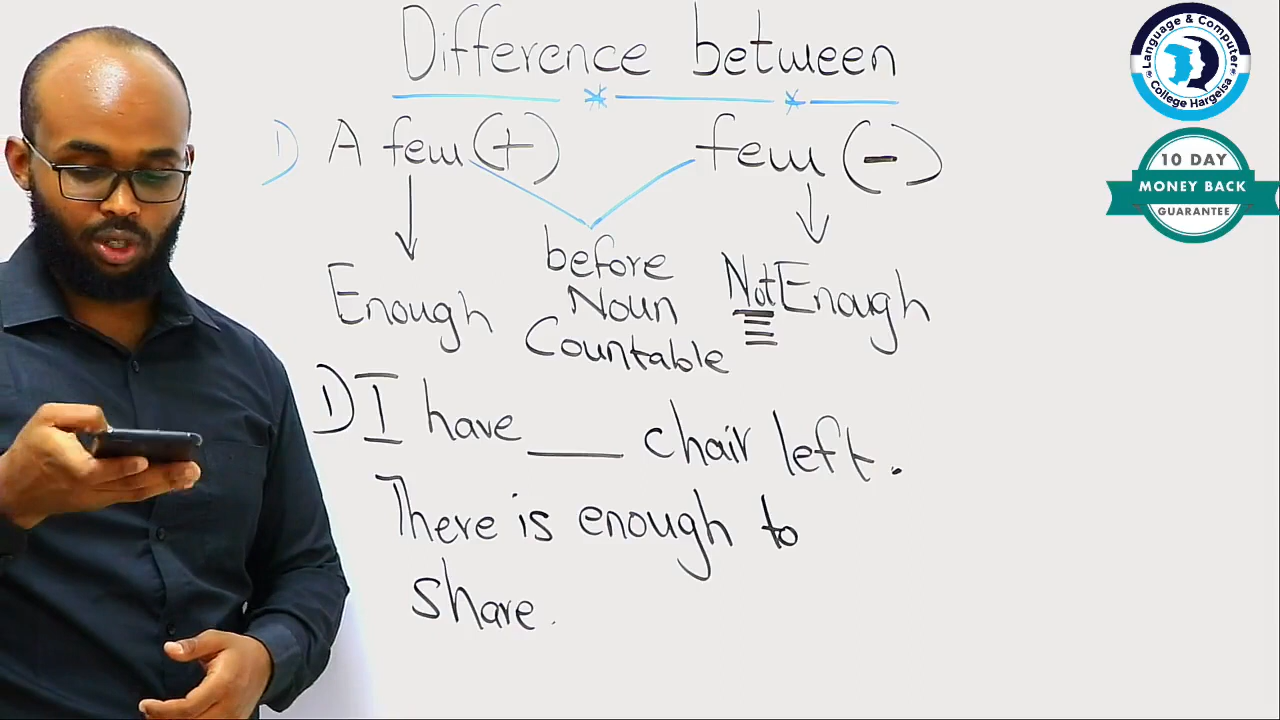 Difference between
1) A few (+) few (-)
Enough
before
Noun
Countable
Not Enough
1) I have ___ chair left.
There is enough to
share.
Language & Computer
College Hargeisa
10 DAY
MONEY BACK
GUARANTEE